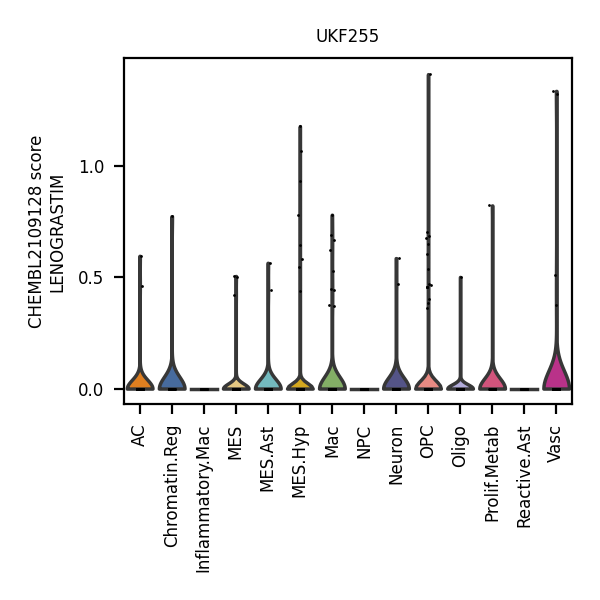 UKF255
CHEMBL2109128 score
LENOGRASTIM
1.0
0.5
0.0
AC
Chromatin.Reg
Inflammatory.Mac
MES
MES.Ast
MES.Hyp
Mac
NPC
Neuron
OPC
Oligo
Prolif.Metab
Reactive.Ast
Vasc